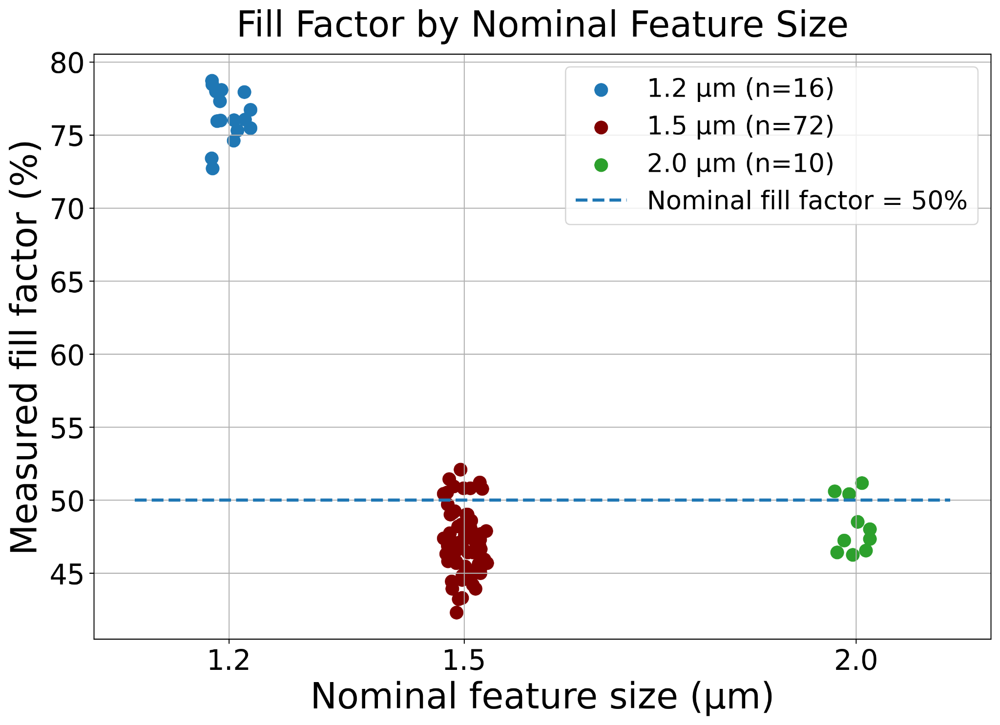 Fill Factor by Nominal Feature Size
80
75
70
65
60
55
50
45
Measured fill factor (%)
1.2 µm (n=16)
1.5 µm (n=72)
2.0 µm (n=10)
Nominal fill factor = 50%
1.2
1.5
2.0
Nominal feature size (µm)